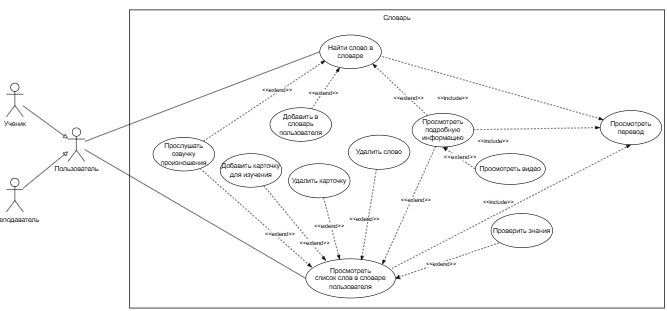 Словарь
Найти слово в
словаре
<<extend>>
<<extend>>
<<extend>>
<<include>>
Ученик
Добавить в
словарь
пользователя
Просмотреть
подробную
информацию
Просмотреть
перевод
<<include>>
Пользователь
Прослушать
озвучку
произношения
Добавить карточку
для изучения
Удалить слово
<<extend>>
Просмотреть видео
Удалить карточку
еподаватель
<<extend>>
<<include>>
<<extend>>
<<extend>>
<<extend>>
<<extend>>
Проверить знания
<<extend>>
Просмотреть
список слов в словаре
пользователя